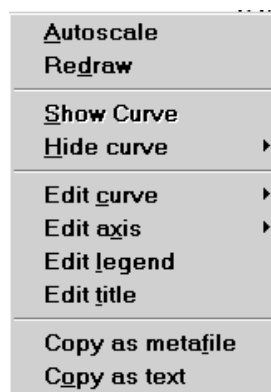 Autoscale
Redraw
Show Curve
Hide curve
Edit curve
Edit axis
Edit legend
Edit title
Copy as metafile
Copy as text